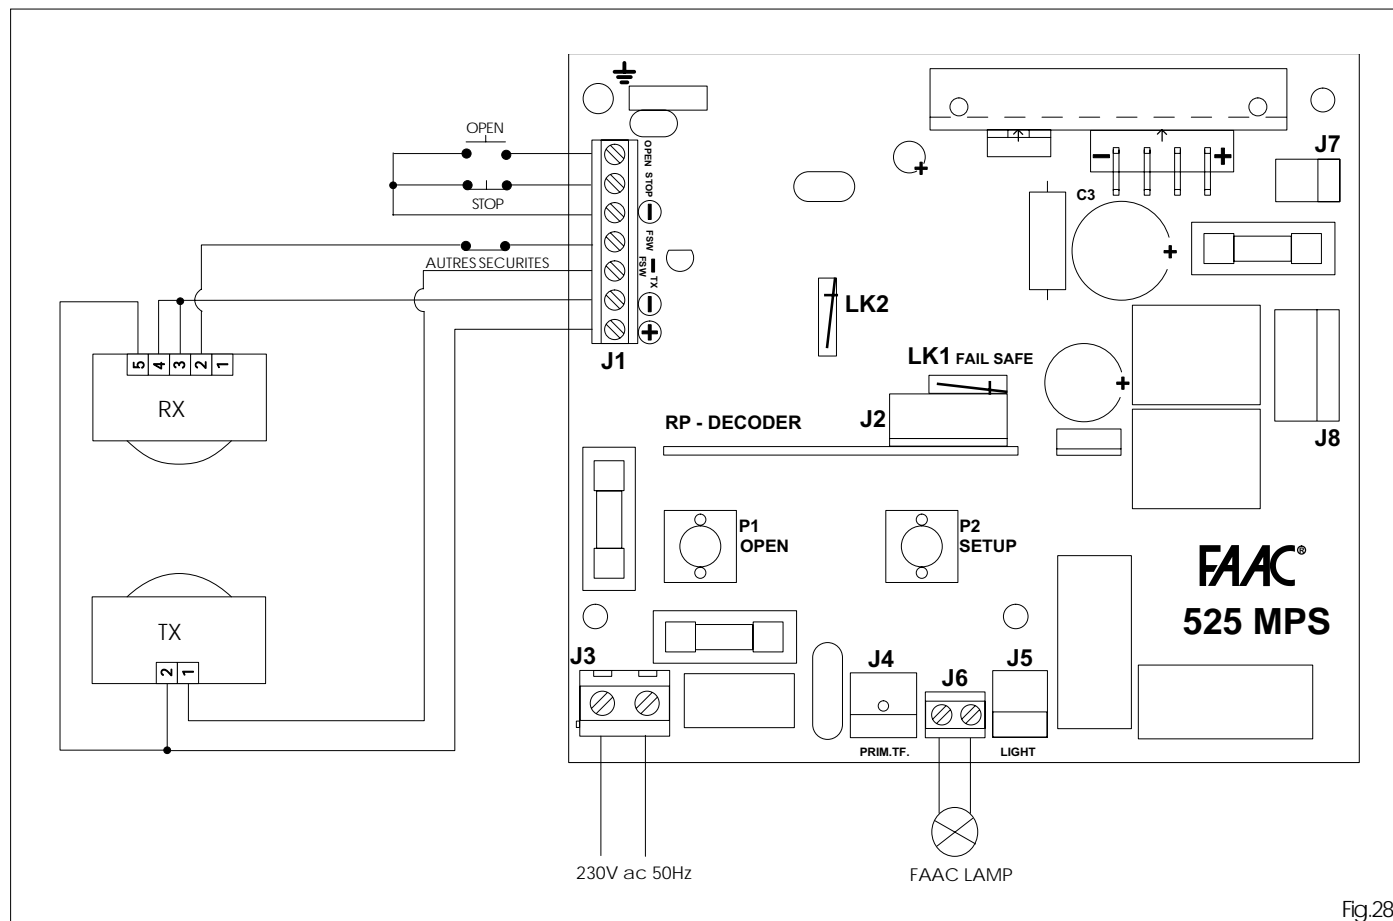 OPEN
STOP
AUTRES SECURITES
OPEN STOP
−
FSW
FSW
− TX
−
+
J1
5 4 3 2 1
RX
TX
2 1
+
− +
C3
+
J7
LK2
LK1 FAIL SAFE
J2
+
RP - DECODER
J8
P1
OPEN
P2
SETUP
FAAC®
525 MPS
J3
J4
J6
J5
PRIM.TF.
LIGHT
230V ac 50Hz
FAAC LAMP
Fig.28